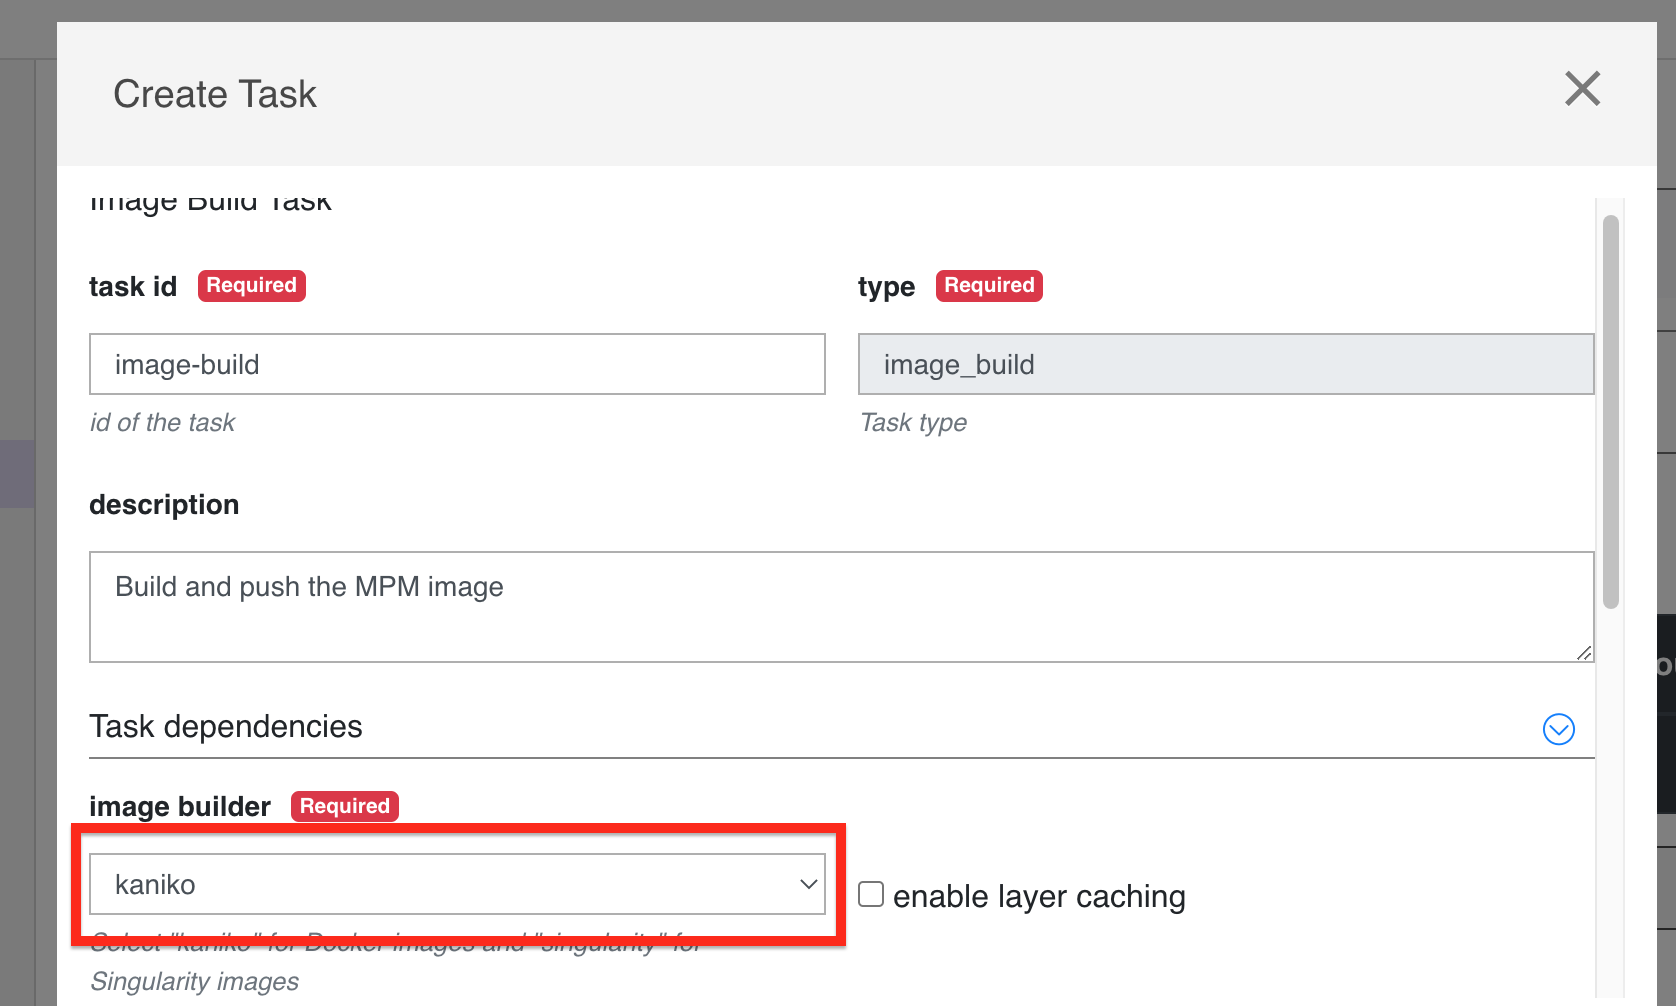 Create Task
Image Build Task
task id Required
type Required
image-build
image_build
id of the task
Task type
description
Build and push the MPM image
Task dependencies
image builder Required
kaniko
enable layer caching
Select "kaniko" for Docker images and "singularity" for
Singularity images